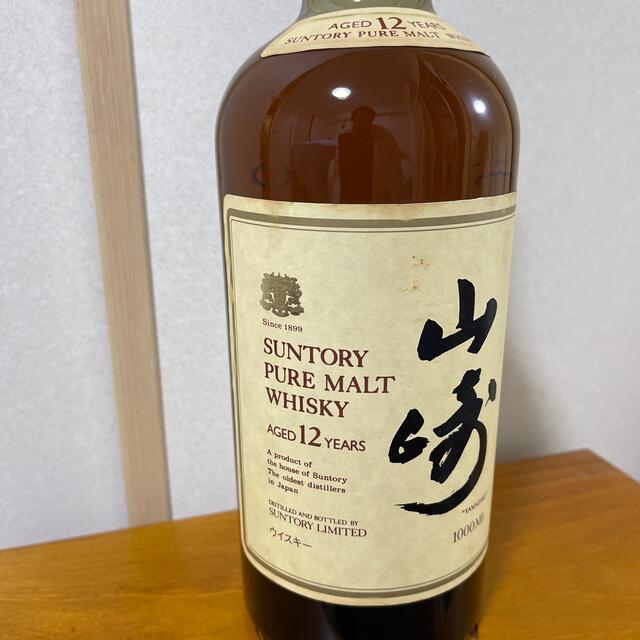 AGED 12 YEARS
SUNTORY PURE MALT WHISKY
Since 1899
SUNTORY
PURE MALT
WHISKY
AGED 12 YEARS
A product of
the house of Suntory
The oldest distillers
in Japan
DISTILLED AND BOTTLED BY
SUNTORY LIMITED
ウイスキー
山崎
"YAMAZAKI"
1000ML